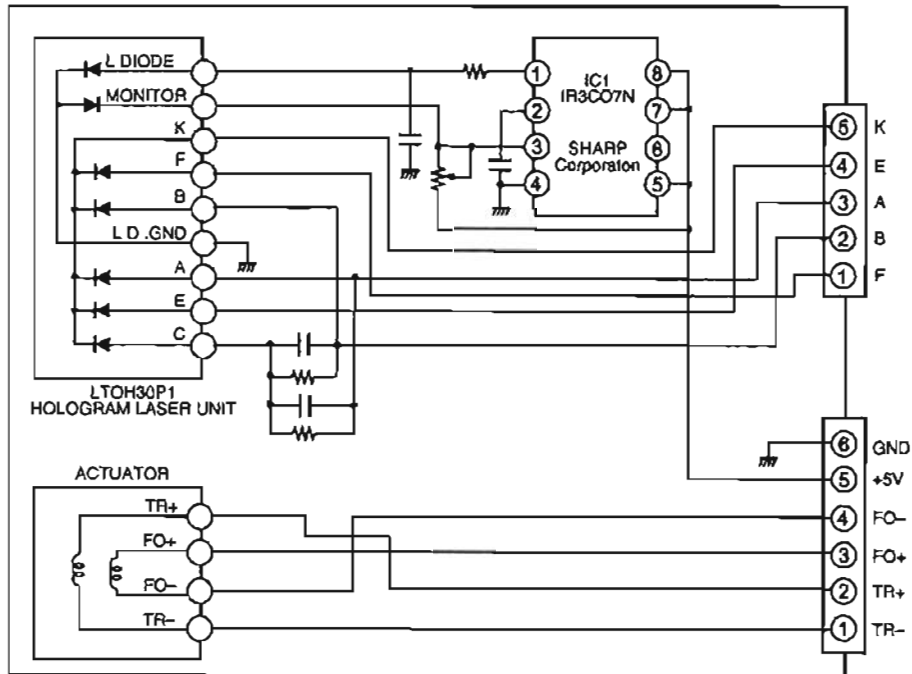 L DIODE
MONITOR
K
F
B
L D .GND
A
E
C
LTOH30P1
HOLOGRAM LASER UNIT
1
2
3
4
IC1
IR3CO7N
SHARP
Corporaton
8
7
6
5
5 K
4 E
3 A
2 B
1 F
ACTUATOR
TR+
FO+
FO–
TR–
6 GND
5 +5V
4 FO–
3 FO+
2 TR+
1 TR–